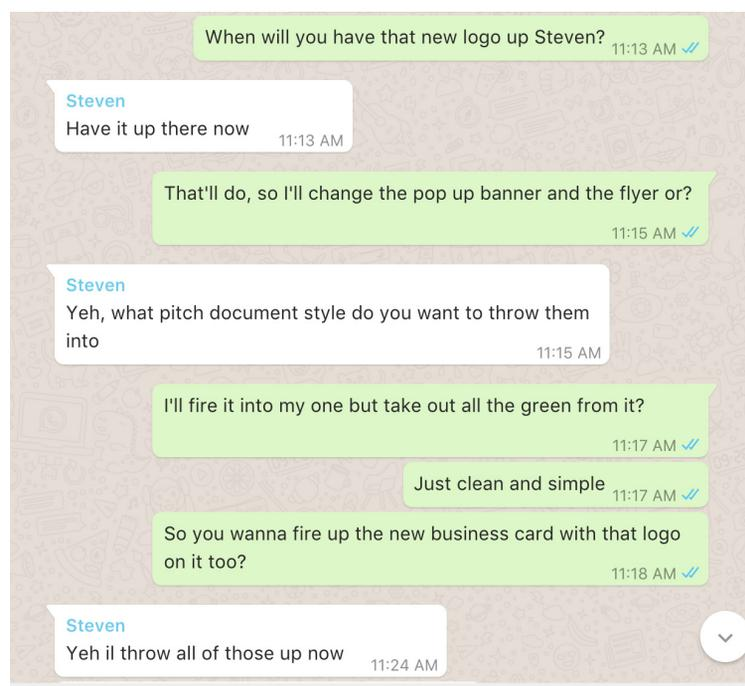 When will you have that new logo up Steven?
11:13 AM
Steven
Have it up there now
11:13 AM
That'll do, so I'll change the pop up banner and the flyer or?
11:15 AM
Steven
Yeh, what pitch document style do you want to throw them
into
11:15 AM
I'll fire it into my one but take out all the green from it?
11:17 AM
Just clean and simple
11:17 AM
So you wanna fire up the new business card with that logo
on it too?
11:18 AM
Steven
Yeh il throw all of those up now
11:24 AM